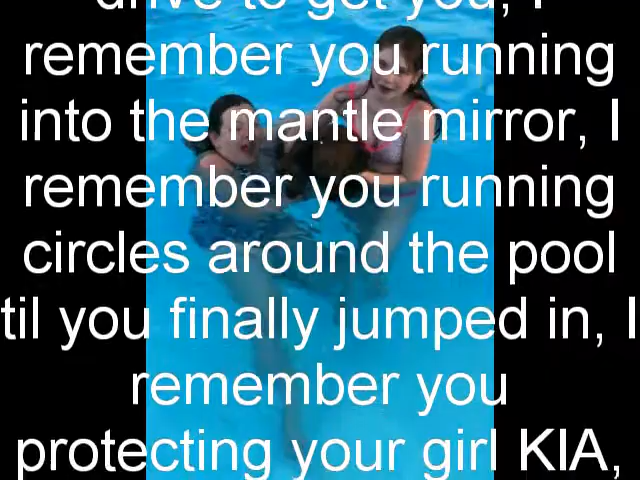 drive to get you, I
remember you running
into the mantle mirror, I
remember you running
circles around the pool
til you finally jumped in, I
remember you
protecting your girl KIA,